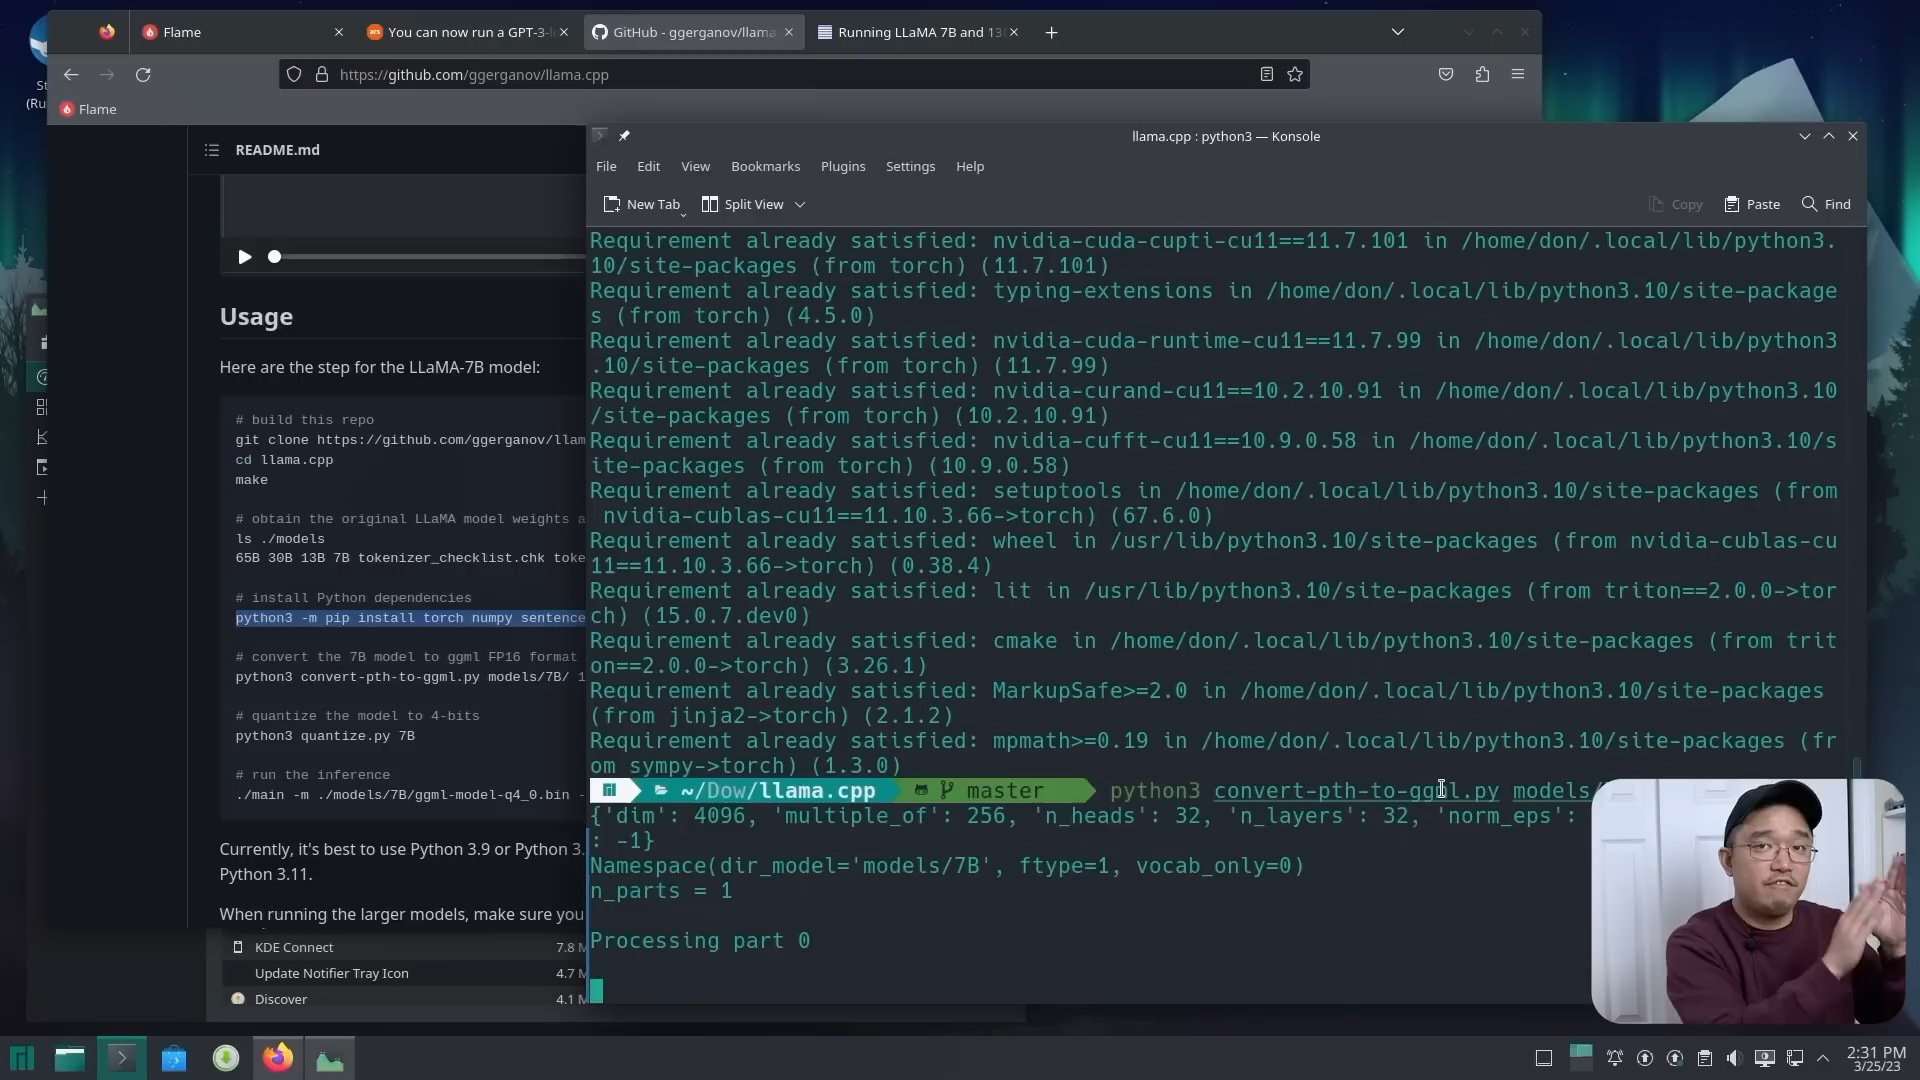 St
(Ru
Flame
You can now run a GPT-3-l
GitHub - ggerganov/llama
Running LLaMA 7B and 13
https://github.com/ggerganov/llama.cpp
Flame
README.md
Usage
Here are the step for the LLaMA-7B model:
# build this repo
git clone https://github.com/ggerganov/llam
cd llama.cpp
make
# obtain the original LLaMA model weights a
ls ./models
65B 30B 13B 7B tokenizer_checklist.chk toke
# install Python dependencies
python3 -m pip install torch numpy sentence
# convert the 7B model to ggml FP16 format
python3 convert-pth-to-ggml.py models/7B/ 1
# quantize the model to 4-bits
python3 quantize.py 7B
# run the inference
./main -m ./models/7B/ggml-model-q4_0.bin -
Currently, it's best to use Python 3.9 or Python 3.
Python 3.11.
When running the larger models, make sure you
KDE Connect 7.8 M
Update Notifier Tray Icon 4.7 M
Discover 4.1 M
llama.cpp : python3 — Konsole
File Edit View Bookmarks Plugins Settings Help
New Tab Split View Copy Paste Find
Requirement already satisfied: nvidia-cuda-cupti-cu11==11.7.101 in /home/don/.local/lib/python3.
10/site-packages (from torch) (11.7.101)
Requirement already satisfied: typing-extensions in /home/don/.local/lib/python3.10/site-package
s (from torch) (4.5.0)
Requirement already satisfied: nvidia-cuda-runtime-cu11==11.7.99 in /home/don/.local/lib/python3
.10/site-packages (from torch) (11.7.99)
Requirement already satisfied: nvidia-curand-cu11==10.2.10.91 in /home/don/.local/lib/python3.10
/site-packages (from torch) (10.2.10.91)
Requirement already satisfied: nvidia-cufft-cu11==10.9.0.58 in /home/don/.local/lib/python3.10/s
ite-packages (from torch) (10.9.0.58)
Requirement already satisfied: setuptools in /home/don/.local/lib/python3.10/site-packages (from
nvidia-cublas-cu11==11.10.3.66->torch) (67.6.0)
Requirement already satisfied: wheel in /usr/lib/python3.10/site-packages (from nvidia-cublas-cu
11==11.10.3.66->torch) (0.38.4)
Requirement already satisfied: lit in /usr/lib/python3.10/site-packages (from triton==2.0.0->tor
ch) (15.0.7.dev0)
Requirement already satisfied: cmake in /home/don/.local/lib/python3.10/site-packages (from trit
on==2.0.0->torch) (3.26.1)
Requirement already satisfied: MarkupSafe>=2.0 in /home/don/.local/lib/python3.10/site-packages
(from jinja2->torch) (2.1.2)
Requirement already satisfied: mpmath>=0.19 in /home/don/.local/lib/python3.10/site-packages (fr
om sympy->torch) (1.3.0)
~/Dow/llama.cpp master python3 convert-pth-to-ggml.py models/
{'dim': 4096, 'multiple_of': 256, 'n_heads': 32, 'n_layers': 32, 'norm_eps':
: -1}
Namespace(dir_model='models/7B', ftype=1, vocab_only=0)
n_parts = 1
Processing part 0
2:31 PM
3/25/23